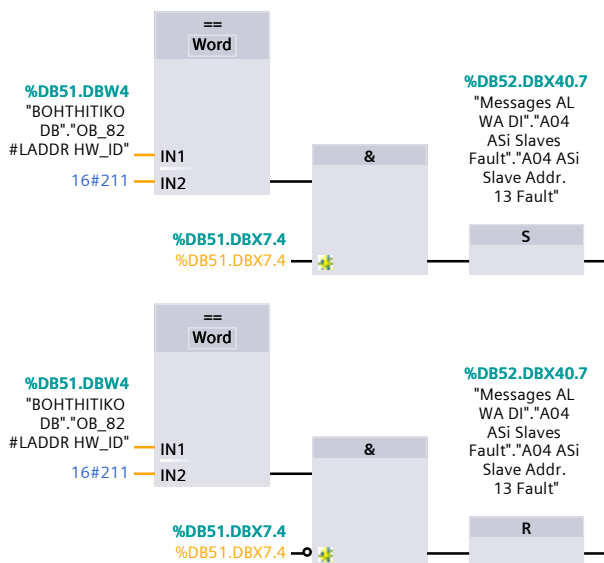 ==
Word
%DB51.DBW4
"BOHTHITIKO
DB"."OB_82
#LADDR HW_ID"
IN1
16#211
IN2
&
%DB51.DBX7.4
%DB51.DBX7.4
%DB52.DBX40.7
"Messages AL
WA DI"."A04
ASi Slaves
Fault"."A04 ASi
Slave Addr.
13 Fault"
S
==
Word
%DB51.DBW4
"BOHTHITIKO
DB"."OB_82
#LADDR HW_ID"
IN1
16#211
IN2
&
%DB51.DBX7.4
%DB51.DBX7.4
%DB52.DBX40.7
"Messages AL
WA DI"."A04
ASi Slaves
Fault"."A04 ASi
Slave Addr.
13 Fault"
R